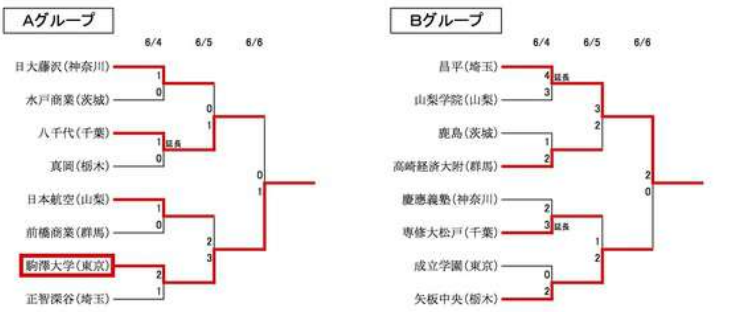 Aグループ
6/4 6/5 6/6
日大藤沢(神奈川)
1
0
水戸商業(茨城)
0
1
八千代(千葉)
1 延長
0
真岡(栃木)
0
1
日本航空(山梨)
1
0
前橋商業(群馬)
2
3
駒澤大学(東京)
2
1
正智深谷(埼玉)
Bグループ
6/4 6/5 6/6
昌平(埼玉)
4 延長
3
山梨学院(山梨)
3
2
鹿島(茨城)
1
2
高崎経済大附(群馬)
2
0
慶應義塾(神奈川)
2
3 延長
専修大松戸(千葉)
1
2
成立学園(東京)
0
2
矢板中央(栃木)